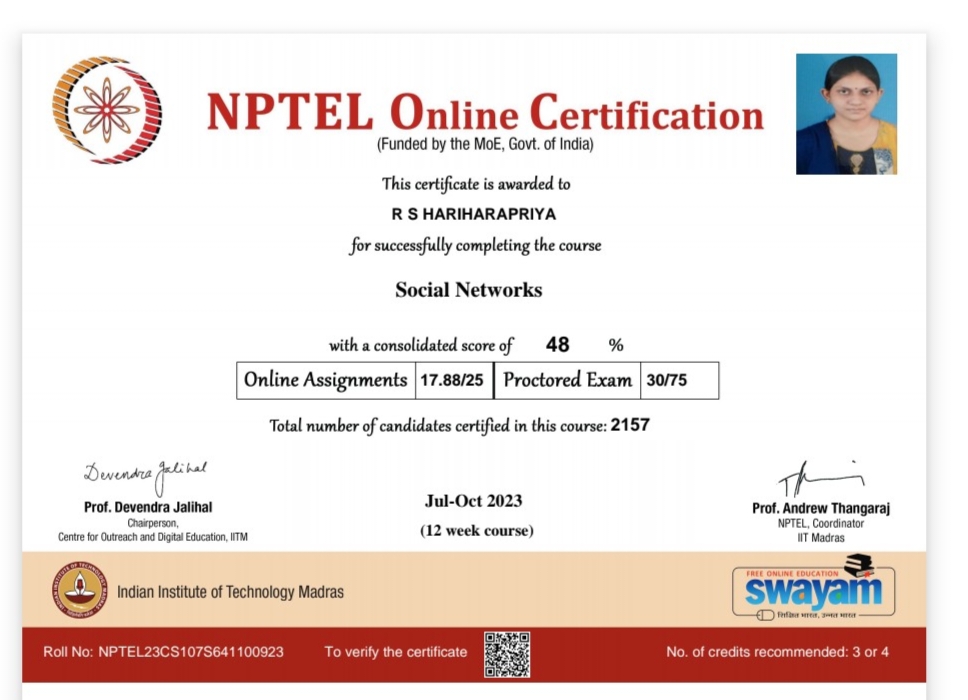 NPTEL Online Certification
(Funded by the MoE, Govt. of India)
This certificate is awarded to
R S HARIHARAPRIYA
for successfully completing the course
Social Networks
with a consolidated score of 48 %
Online Assignments 17.88/25 Proctored Exam 30/75
Total number of candidates certified in this course: 2157
Devendra Jalihal
Prof. Devendra Jalihal
Chairperson,
Centre for Outreach and Digital Education, IITM
Jul-Oct 2023
(12 week course)
Prof. Andrew Thangaraj
NPTEL, Coordinator
IIT Madras
Indian Institute of Technology Madras
FREE ONLINE EDUCATION
swayam
शिक्षित भारत, उन्नत भारत
Roll No: NPTEL23CS107S641100923 To verify the certificate No. of credits recommended: 3 or 4